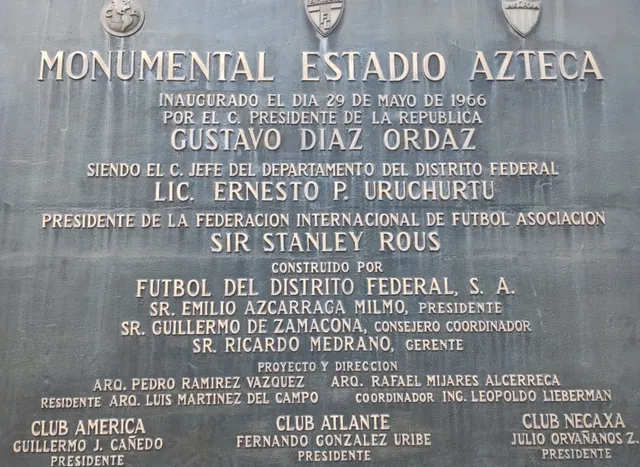 MONUMENTAL ESTADIO AZTECA
INAUGURADO EL DIA 29 DE MAYO DE 1966
POR EL C. PRESIDENTE DE LA REPUBLICA
GUSTAVO DIAZ ORDAZ
SIENDO EL C. JEFE DEL DEPARTAMENTO DEL DISTRITO FEDERAL
LIC. ERNESTO P. URUCHURTU
PRESIDENTE DE LA FEDERACION INTERNACIONAL DE FUTBOL ASOCIACION
SIR STANLEY ROUS
CONSTRUIDO POR
FUTBOL DEL DISTRITO FEDERAL, S. A.
SR. EMILIO AZCARRAGA MILMO, PRESIDENTE
SR. GUILLERMO DE ZAMACONA, CONSEJERO COORDINADOR
SR. RICARDO MEDRANO, GERENTE
PROYECTO Y DIRECCION
ARQ. PEDRO RAMIREZ VAZQUEZ ARQ. RAFAEL MIJARES ALCERRECA
RESIDENTE ARQ. LUIS MARTINEZ DEL CAMPO COORDINADOR ING. LEOPOLDO LIEBERMAN
CLUB AMERICA
GUILLERMO J. CAÑEDO
PRESIDENTE
CLUB ATLANTE
FERNANDO GONZALEZ URIBE
PRESIDENTE
CLUB NECAXA
JULIO ORVAÑANOS Z.
PRESIDENTE